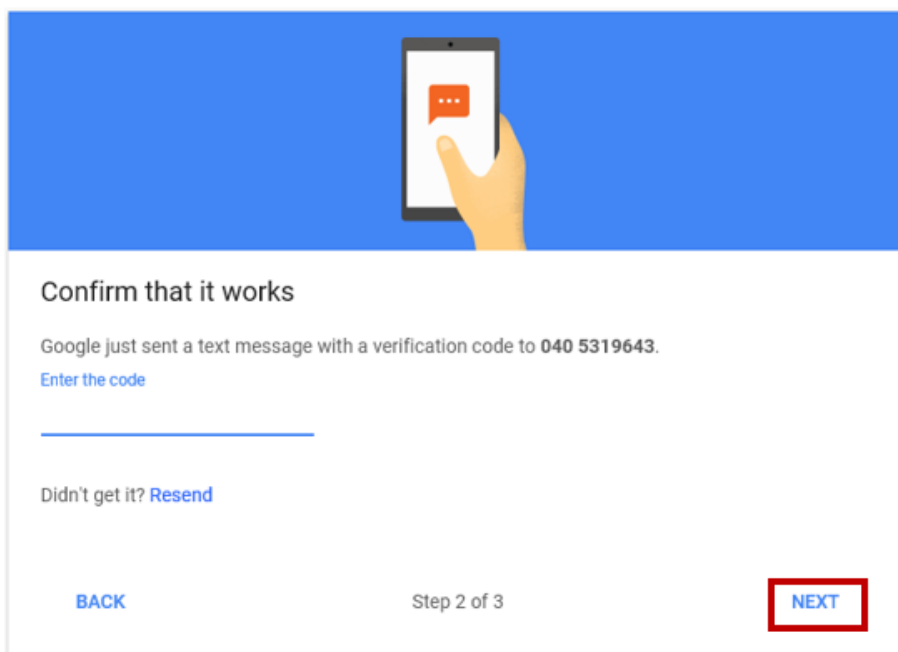 Confirm that it works
Google just sent a text message with a verification code to 040 5319643.
Enter the code
Didn't get it? Resend
BACK Step 2 of 3 NEXT